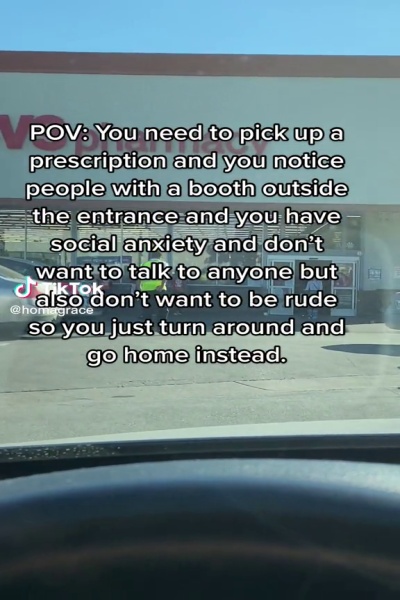 VS pharmacy
POV: You need to pick up a
prescription and you notice
people with a booth outside
the entrance and you have
social anxiety and don't
want to talk to anyone but
also don't want to be rude
so you just turn around and
go home instead.
TikTok
@homagrace